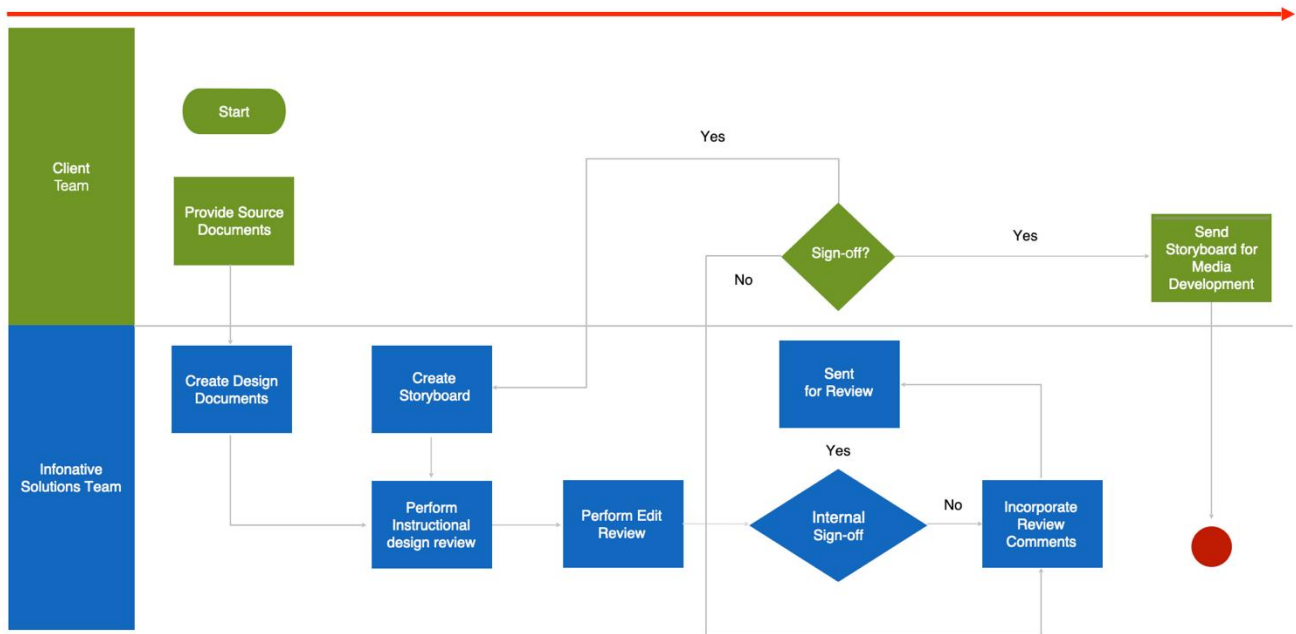 Client
Team
Start
Provide Source
Documents
Yes
Sign-off?
Yes
No
Send
Storyboard for
Media
Development
Infonative
Solutions Team
Create Design
Documents
Create
Storyboard
Sent
for Review
Yes
Perform
Instructional
design review
Perform Edit
Review
Internal
Sign-off
No
Incorporate
Review
Comments